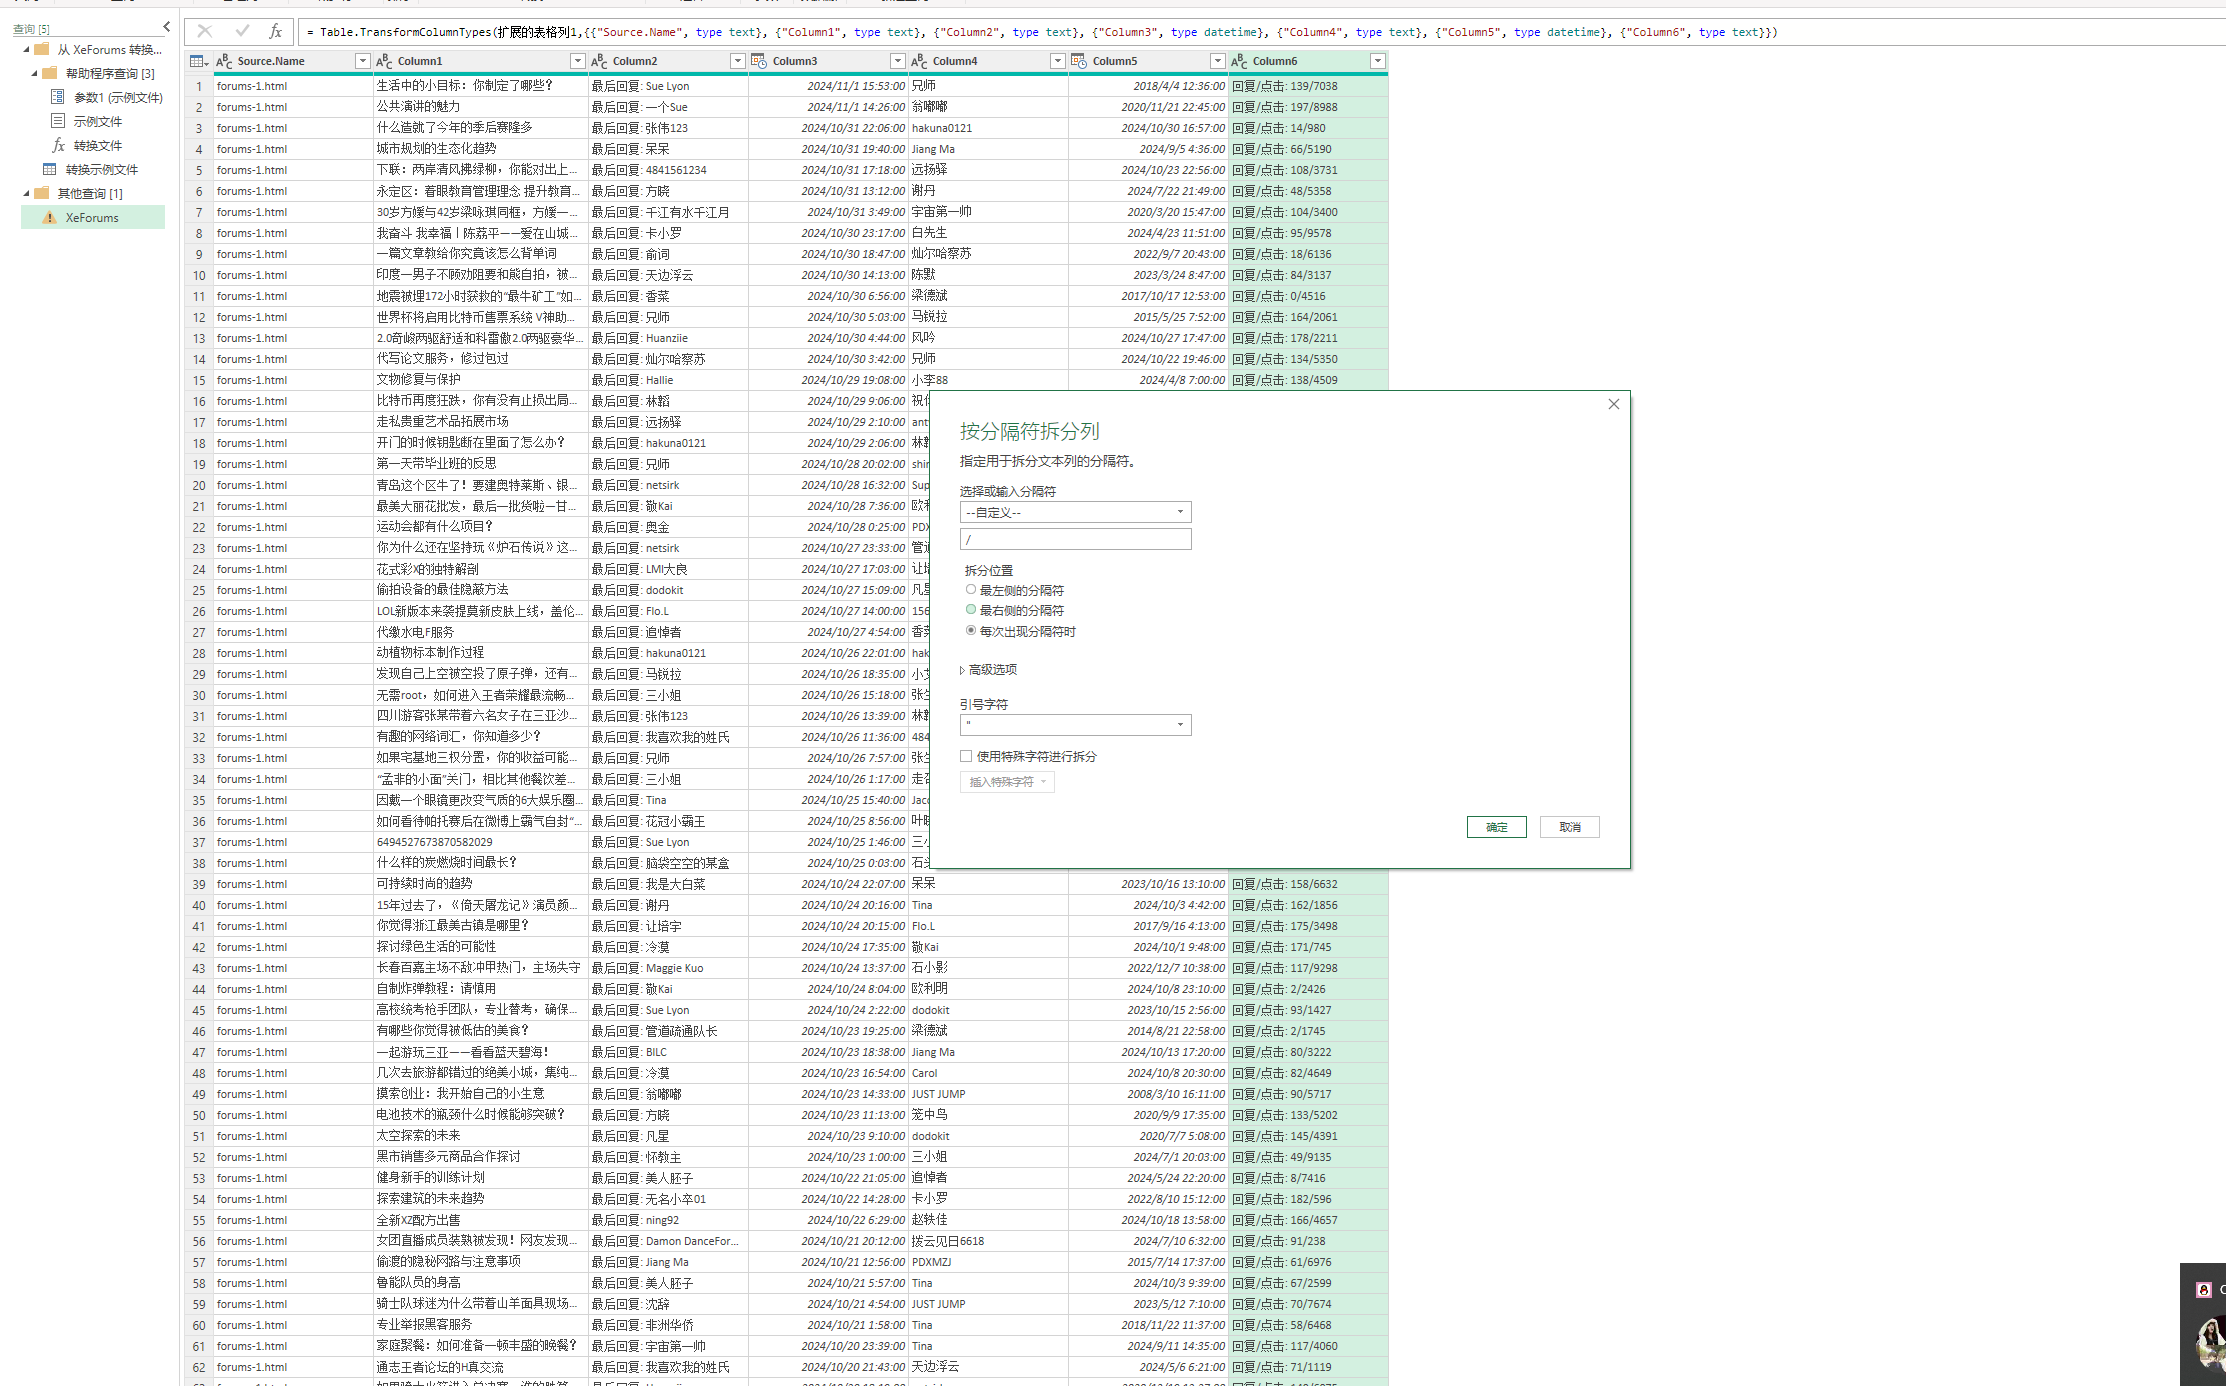 查询 [5]
从 XeForums 转换...
帮助程序查询 [3]
参数1 (示例文件)
示例文件
fx 转换文件
转换示例文件
其他查询 [1]
XeForums
fx = Table.TransformColumnTypes(扩展的表格列1,{{"Source.Name", type text}, {"Column1", type text}, {"Column2", type text}, {"Column3", type datetime}, {"Column4", type text}, {"Column5", type datetime}, {"Column6", type text}})
Source.Name Column1 Column2 Column3 Column4 Column5 Column6
1 forums-1.html 生活中的小目标：你制定了哪些？ 最后回复: Sue Lyon 2024/11/1 15:53:00 兄师 2018/4/4 12:36:00 回复/点击: 139/7038
2 forums-1.html 公共演讲的魅力 最后回复: 一个Sue 2024/11/1 14:26:00 翁嘟嘟 2020/11/21 22:45:00 回复/点击: 197/8988
3 forums-1.html 什么造就了今年的季后赛隆多 最后回复: 张伟123 2024/10/31 22:06:00 hakuna0121 2024/10/30 16:57:00 回复/点击: 14/980
4 forums-1.html 城市规划的生态化趋势 最后回复: 呆呆 2024/10/31 19:40:00 Jiang Ma 2024/9/5 4:36:00 回复/点击: 66/5190
5 forums-1.html 下联：两岸清风拂绿柳，你能对出上... 最后回复: 4841561234 2024/10/31 17:18:00 远扬驿 2024/10/23 22:56:00 回复/点击: 108/3731
6 forums-1.html 永定区：着眼教育管理理念 提升教育... 最后回复: 方晓 2024/10/31 13:12:00 谢丹 2024/7/22 21:49:00 回复/点击: 48/5358
7 forums-1.html 30岁方媛与42岁梁咏琪同框，方媛一... 最后回复: 千江有水千江月 2024/10/31 3:49:00 宇宙第一帅 2020/3/20 15:47:00 回复/点击: 104/3400
8 forums-1.html 我奋斗 我幸福丨陈荔平——爱在山城... 最后回复: 卡小罗 2024/10/30 23:17:00 白先生 2024/4/23 11:51:00 回复/点击: 95/9578
9 forums-1.html 一篇文章教给你究竟该怎么背单词 最后回复: 俞词 2024/10/30 18:47:00 灿尔哈察苏 2022/9/7 20:43:00 回复/点击: 18/6136
10 forums-1.html 印度一男子不顾劝阻要和熊自拍，被... 最后回复: 天边浮云 2024/10/30 14:13:00 陈默 2023/3/24 8:47:00 回复/点击: 84/3137
11 forums-1.html 地震被埋172小时获救的“最牛矿工”如... 最后回复: 香菜 2024/10/30 6:56:00 梁德斌 2017/10/17 12:53:00 回复/点击: 0/4516
12 forums-1.html 世界杯将启用比特币售票系统 V神助... 最后回复: 兄师 2024/10/30 5:03:00 马锐拉 2015/5/25 7:52:00 回复/点击: 164/2061
13 forums-1.html 2.0奇峻两驱舒适和科雷傲2.0两驱豪华... 最后回复: Huanziie 2024/10/30 4:44:00 风吟 2024/10/27 17:47:00 回复/点击: 178/2211
14 forums-1.html 代写论文服务，修过包过 最后回复: 灿尔哈察苏 2024/10/30 3:42:00 兄师 2024/10/22 19:46:00 回复/点击: 134/5350
15 forums-1.html 文物修复与保护 最后回复: Hallie 2024/10/29 19:08:00 小李88 2024/4/8 7:00:00 回复/点击: 138/4509
16 forums-1.html 比特币再度狂跌，你有没有止损出局... 最后回复: 林韜 2024/10/29 9:06:00
17 forums-1.html 走私贵重艺术品拓展市场 最后回复: 远扬驿 2024/10/29 2:10:00
18 forums-1.html 开门的时候钥匙断在里面了怎么办？ 最后回复: hakuna0121 2024/10/29 2:06:00
19 forums-1.html 第一天带毕业班的反思 最后回复: 兄师 2024/10/28 20:02:00
20 forums-1.html 青岛这个区牛了！要建奥特莱斯、银... 最后回复: netsirk 2024/10/28 16:32:00 Sup
21 forums-1.html 最美大丽花批发，最后一批货啦—甘... 最后回复: 敬Kai 2024/10/28 7:36:00
22 forums-1.html 运动会都有什么项目？ 最后回复: 奥金 2024/10/28 0:25:00
23 forums-1.html 你为什么还在坚持玩《炉石传说》这... 最后回复: netsirk 2024/10/27 23:33:00
24 forums-1.html 花式彩X的独特解剖 最后回复: LMI大良 2024/10/27 17:03:00
25 forums-1.html 偷拍设备的最佳隐蔽方法 最后回复: dodokit 2024/10/27 15:09:00
26 forums-1.html LOL新版本来袭提莫新皮肤上线，盖伦... 最后回复: Flo.L 2024/10/27 14:00:00 156
27 forums-1.html 代缴水电F服务 最后回复: 追悼者 2024/10/27 4:54:00
28 forums-1.html 动植物标本制作过程 最后回复: hakuna0121 2024/10/26 22:01:00 hak
29 forums-1.html 发现自己上空被空投了原子弹，还有... 最后回复: 马锐拉 2024/10/26 18:35:00
30 forums-1.html 无需root，如何进入王者荣耀最流畅... 最后回复: 三小姐 2024/10/26 15:18:00
31 forums-1.html 四川游客张某带着六名女子在三亚沙... 最后回复: 张伟123 2024/10/26 13:39:00
32 forums-1.html 有趣的网络词汇，你知道多少？ 最后回复: 我喜欢我的姓氏 2024/10/26 11:36:00 484
33 forums-1.html 如果宅基地三权分置，你的收益可能... 最后回复: 兄师 2024/10/26 7:57:00
34 forums-1.html “孟非的小面”关门，相比其他餐饮差... 最后回复: 三小姐 2024/10/26 1:17:00
35 forums-1.html 因戴一个眼镜更改变气质的6大娱乐圈... 最后回复: Tina 2024/10/25 15:40:00
36 forums-1.html 如何看待帕托赛后在微博上霸气自封“... 最后回复: 花冠小霸王 2024/10/25 8:56:00
37 forums-1.html 6494527673870582029 最后回复: Sue Lyon 2024/10/25 1:46:00
38 forums-1.html 什么样的炭燃烧时间最长？ 最后回复: 脑袋空空的某盒 2024/10/25 0:03:00
39 forums-1.html 可持续时尚的趋势 最后回复: 我是大白菜 2024/10/24 22:07:00 呆呆 2023/10/16 13:10:00 回复/点击: 158/6632
40 forums-1.html 15年过去了，《倚天屠龙记》演员颜... 最后回复: 谢丹 2024/10/24 20:16:00 Tina 2024/10/3 4:42:00 回复/点击: 162/1856
41 forums-1.html 你觉得浙江最美古镇是哪里？ 最后回复: 让培宇 2024/10/24 20:15:00 Flo.L 2017/9/16 4:13:00 回复/点击: 175/3498
42 forums-1.html 探讨绿色生活的可能性 最后回复: 冷漠 2024/10/24 17:35:00 敬Kai 2024/10/1 9:48:00 回复/点击: 171/745
43 forums-1.html 长春百嘉主场不敌冲甲热门，主场失守 最后回复: Maggie Kuo 2024/10/24 13:37:00 石小影 2022/12/7 10:38:00 回复/点击: 117/9298
44 forums-1.html 自制炸弹教程：请慎用 最后回复: 敬Kai 2024/10/24 8:04:00 欧利明 2024/10/8 23:10:00 回复/点击: 2/2426
45 forums-1.html 高校统考枪手团队，专业替考，确保... 最后回复: Sue Lyon 2024/10/24 2:22:00 dodokit 2023/10/15 2:56:00 回复/点击: 93/1427
46 forums-1.html 有哪些你觉得被低估的美食？ 最后回复: 管道疏通队长 2024/10/23 19:25:00 梁德斌 2014/8/21 22:58:00 回复/点击: 2/1745
47 forums-1.html 一起游玩三亚——看看蓝天碧海！ 最后回复: BILC 2024/10/23 18:38:00 Jiang Ma 2024/10/13 17:20:00 回复/点击: 80/3222
48 forums-1.html 几次去旅游都错过的绝美小城，集纯... 最后回复: 冷漠 2024/10/23 16:54:00 Carol 2024/10/8 20:30:00 回复/点击: 82/4649
49 forums-1.html 摸索创业：我开始自己的小生意 最后回复: 翁嘟嘟 2024/10/23 14:33:00 JUST JUMP 2008/3/10 16:11:00 回复/点击: 90/5717
50 forums-1.html 电池技术的瓶颈什么时候能够突破？ 最后回复: 方晓 2024/10/23 11:13:00 笼中鸟 2020/9/9 17:35:00 回复/点击: 133/5202
51 forums-1.html 太空探索的未来 最后回复: 凡星 2024/10/23 9:10:00 dodokit 2020/7/7 5:08:00 回复/点击: 145/4391
52 forums-1.html 黑市销售多元商品合作探讨 最后回复: 怀教主 2024/10/23 1:00:00 三小姐 2024/7/1 20:03:00 回复/点击: 49/9135
53 forums-1.html 健身新手的训练计划 最后回复: 美人胚子 2024/10/22 21:05:00 追悼者 2024/5/24 22:20:00 回复/点击: 8/7416
54 forums-1.html 探索建筑的未来趋势 最后回复: 无名小卒01 2024/10/22 14:28:00 卡小罗 2022/8/10 15:12:00 回复/点击: 182/596
55 forums-1.html 全新XZ配方出售 最后回复: ning92 2024/10/22 6:29:00 赵轶佳 2024/10/18 13:58:00 回复/点击: 166/4657
56 forums-1.html 女团直播成员装熟被发现！网友发现... 最后回复: Damon DanceFor... 2024/10/21 20:12:00 拨云见日6618 2024/7/10 6:32:00 回复/点击: 91/238
57 forums-1.html 偷渡的隐秘网路与注意事项 最后回复: Jiang Ma 2024/10/21 12:56:00 PDXMZJ 2015/7/14 17:37:00 回复/点击: 61/6976
58 forums-1.html 鲁能队员的身高 最后回复: 美人胚子 2024/10/21 5:57:00 Tina 2024/10/3 9:39:00 回复/点击: 67/2599
59 forums-1.html 骑士队球迷为什么带着山羊面具现场... 最后回复: 沈辞 2024/10/21 4:54:00 JUST JUMP 2023/5/12 7:10:00 回复/点击: 70/7674
60 forums-1.html 专业举报黑客服务 最后回复: 非洲华侨 2024/10/21 1:58:00 Tina 2018/11/22 11:37:00 回复/点击: 58/6468
61 forums-1.html 家庭聚餐：如何准备一顿丰盛的晚餐？ 最后回复: 宇宙第一帅 2024/10/20 23:39:00 Tina 2024/9/11 14:35:00 回复/点击: 117/4060
62 forums-1.html 通志王者论坛的H真交流 最后回复: 我喜欢我的姓氏 2024/10/20 21:43:00 天边浮云 2024/5/6 6:21:00 回复/点击: 71/1119
按分隔符拆分列
指定用于拆分文本列的分隔符。
选择或输入分隔符
--自定义--
/
拆分位置
最左侧的分隔符
最右侧的分隔符
每次出现分隔符时
高级选项
引号字符
"
使用特殊字符进行拆分
插入特殊字符
确定 取消